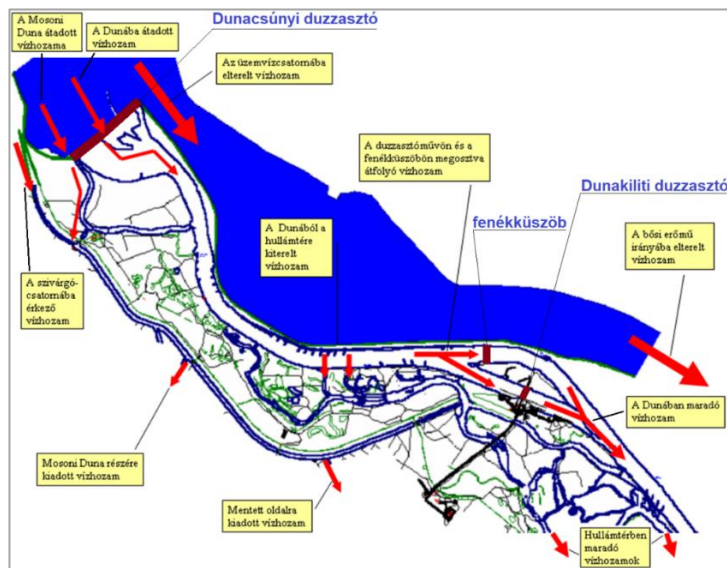 A Mosoni
Duna átadott
vízhozama
A Dunába átadott
vízhozam
Dunacsúnyi duzzasztó
Az üzemvízcsatornába
elterelt vízhozam
A duzzasztóművön és a
fenékküszöbön megosztva
átfolyó vízhozam
Dunakiliti duzzasztó
fenékküszöb
A Dunából a
hullámtére
kiterelt
vízhozam
A bősi erőmű
irányába elterelt
vízhozam
A szivárgó-
csatornába
érkező
vízhozam
A Dunában maradó
vízhozam
Mosoni Duna részére
kiadott vízhozam
Mentett oldalra
kiadott vízhozam
Hullámtérben
maradó
vízhozamok